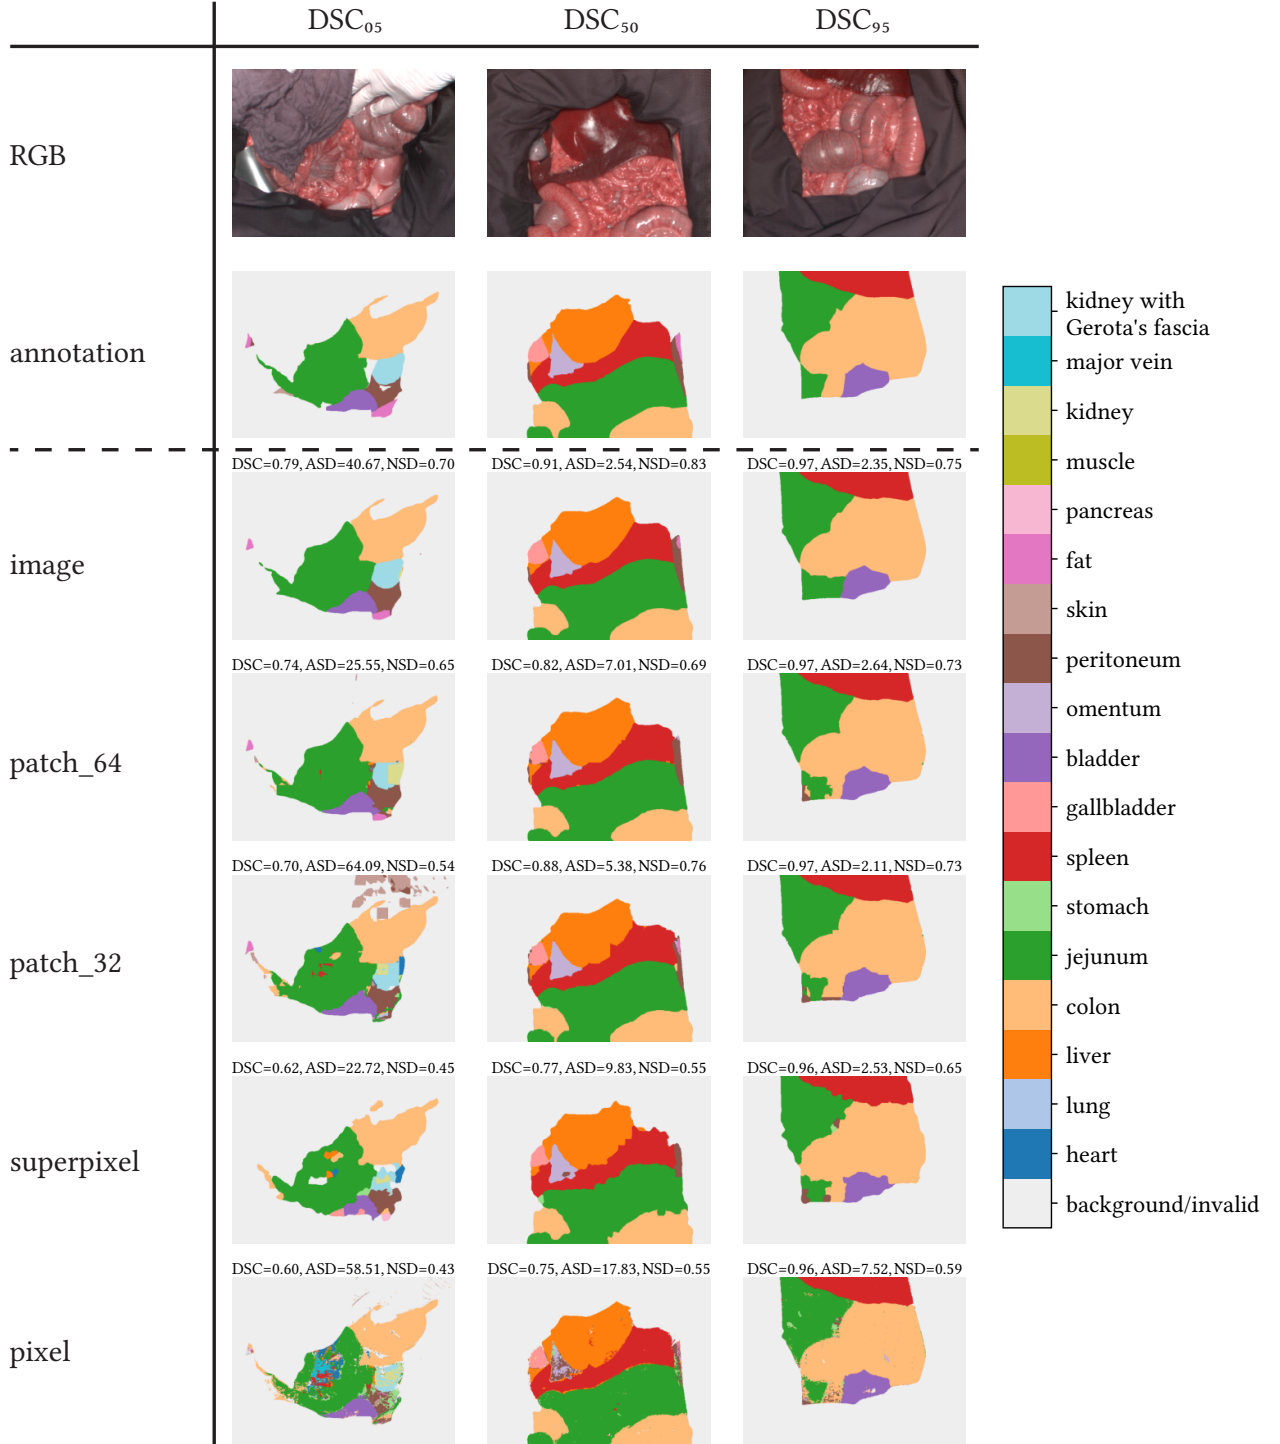 DSC₀₅ DSC₅₀ DSC₉₅
RGB
annotation
DSC=0.79, ASD=40.67, NSD=0.70 DSC=0.91, ASD=2.54, NSD=0.83 DSC=0.97, ASD=2.35, NSD=0.75
image
DSC=0.74, ASD=25.55, NSD=0.65 DSC=0.82, ASD=7.01, NSD=0.69 DSC=0.97, ASD=2.64, NSD=0.73
patch_64
DSC=0.70, ASD=64.09, NSD=0.54 DSC=0.88, ASD=5.38, NSD=0.76 DSC=0.97, ASD=2.11, NSD=0.73
patch_32
DSC=0.62, ASD=22.72, NSD=0.45 DSC=0.77, ASD=9.83, NSD=0.55 DSC=0.96, ASD=2.53, NSD=0.65
superpixel
DSC=0.60, ASD=58.51, NSD=0.43 DSC=0.75, ASD=17.83, NSD=0.55 DSC=0.96, ASD=7.52, NSD=0.59
pixel
kidney with
Gerota's fascia
major vein
kidney
muscle
pancreas
fat
skin
peritoneum
omentum
bladder
gallbladder
spleen
stomach
jejunum
colon
liver
lung
heart
background/invalid